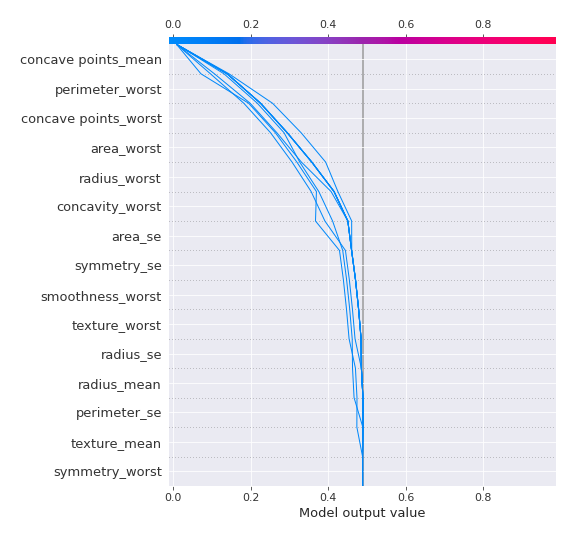 0.0 0.2 0.4 0.6 0.8
concave points_mean
perimeter_worst
concave points_worst
area_worst
radius_worst
concavity_worst
area_se
symmetry_se
smoothness_worst
texture_worst
radius_se
radius_mean
perimeter_se
texture_mean
symmetry_worst
0.0 0.2 0.4 0.6 0.8
Model output value